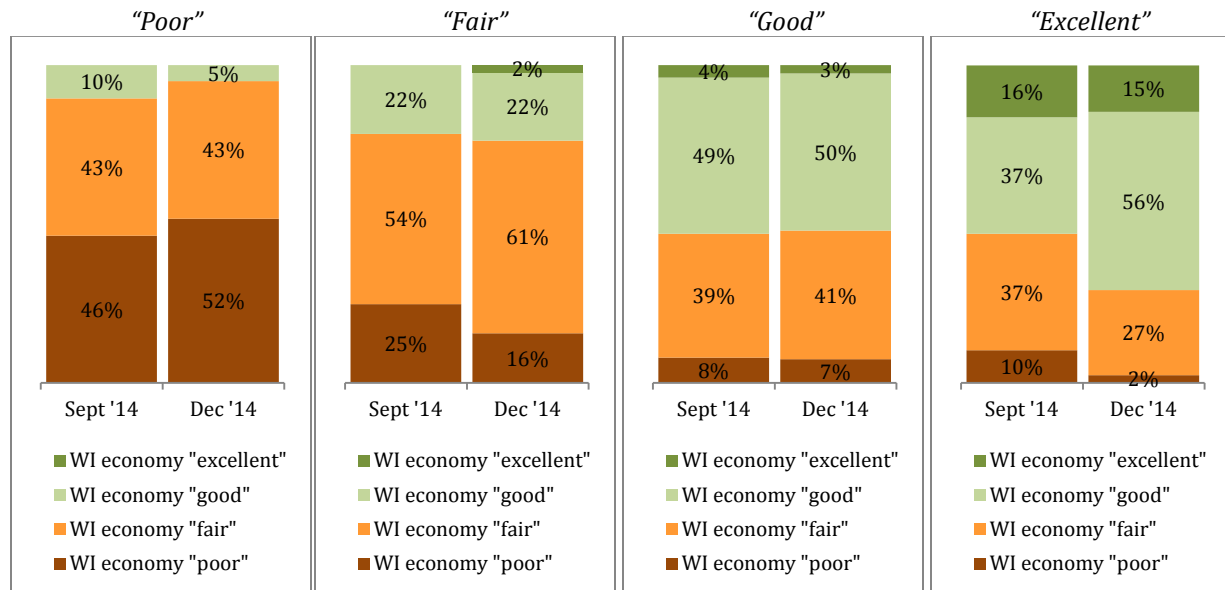 “Poor”
10%
5%
43%
43%
46%
52%
Sept '14
Dec '14
WI economy "excellent"
WI economy "good"
WI economy "fair"
WI economy "poor"
“Fair”
2%
22%
22%
54%
61%
25%
16%
Sept '14
Dec '14
WI economy "excellent"
WI economy "good"
WI economy "fair"
WI economy "poor"
“Good”
4%
3%
49%
50%
39%
41%
8%
7%
Sept '14
Dec '14
WI economy "excellent"
WI economy "good"
WI economy "fair"
WI economy "poor"
“Excellent”
16%
15%
37%
56%
37%
27%
10%
2%
Sept '14
Dec '14
WI economy "excellent"
WI economy "good"
WI economy "fair"
WI economy "poor"